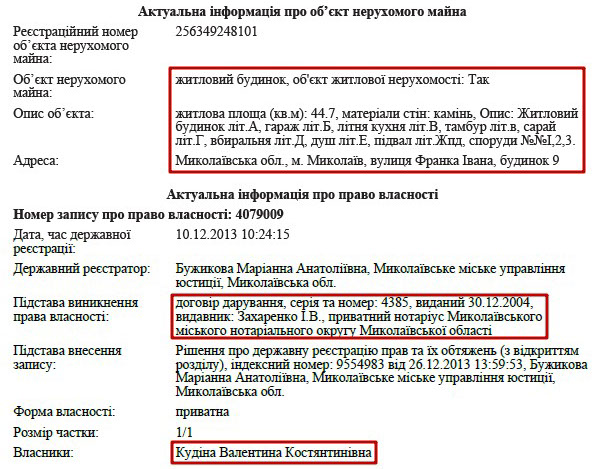 Актуальна інформація про об'єкт нерухомого майна
Реєстраційний номер 256349248101
об'єкта нерухомого
майна:
Об'єкт нерухомого житловий будинок, об'єкт житлової нерухомості: Так
майна:
Опис об'єкта: житлова площа (кв.м): 44.7, матеріали стін: камінь, Опис: Житловий
будинок літ.А, гараж літ.Б, літня кухня літ.В, тамбур літ.в, сарай
літ.Г, вбиральня літ.Д, душ літ.Е, підвал літ.Жпд, споруди №№І,2,3.
Адреса: Миколаївська обл., м. Миколаїв, вулиця Франка Івана, будинок 9
Актуальна інформація про право власності
Номер запису про право власності: 4079009
Дата, час державної 10.12.2013 10:24:15
реєстрації:
Державний реєстратор: Бужикова Маріанна Анатоліївна, Миколаївське міське управління
юстиції, Миколаївська обл.
Підстава виникнення договір дарування, серія та номер: 4385, виданий 30.12.2004,
права власності: видавник: Захаренко І.В., приватний нотаріус Миколаївського
міського нотаріального округу Миколаївської області
Підстава внесення Рішення про державну реєстрацію прав та їх обтяжень (з відкриттям
запису: розділу), індексний номер: 9554983 від 26.12.2013 13:59:53, Бужикова
Маріанна Анатоліївна, Миколаївське міське управління юстиції,
Миколаївська обл.
Форма власності: приватна
Розмір частки: 1/1
Власники: Кудіна Валентина Костянтинівна